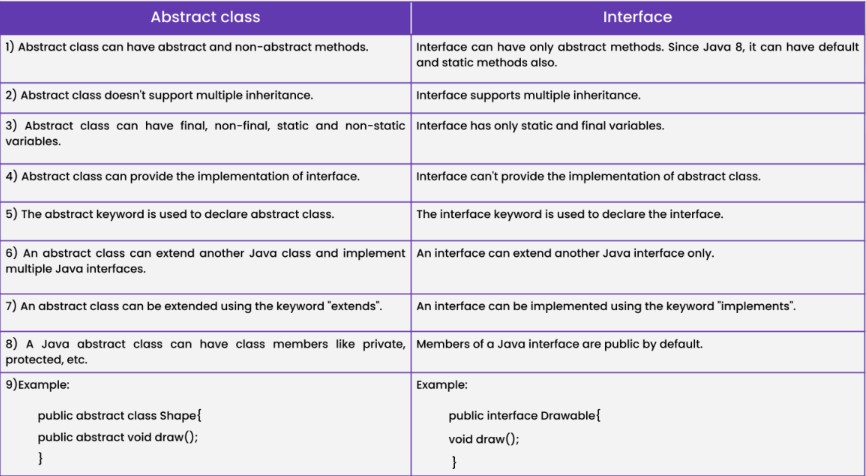 Abstract class
Interface
1) Abstract class can have abstract and non-abstract methods.
Interface can have only abstract methods. Since Java 8, it can have default
and static methods also.
2) Abstract class doesn't support multiple inheritance.
Interface supports multiple inheritance.
3) Abstract class can have final, non-final, static and non-static
variables.
Interface has only static and final variables.
4) Abstract class can provide the implementation of interface.
Interface can't provide the implementation of abstract class.
5) The abstract keyword is used to declare abstract class.
The interface keyword is used to declare the interface.
6) An abstract class can extend another Java class and implement
multiple Java interfaces.
An interface can extend another Java interface only.
7) An abstract class can be extended using the keyword "extends".
An interface can be implemented using the keyword "implements".
8) A Java abstract class can have class members like private,
protected, etc.
Members of a Java interface are public by default.
9)Example:
public abstract class Shape{
public abstract void draw();
}
Example:
public interface Drawable{
void draw();
}